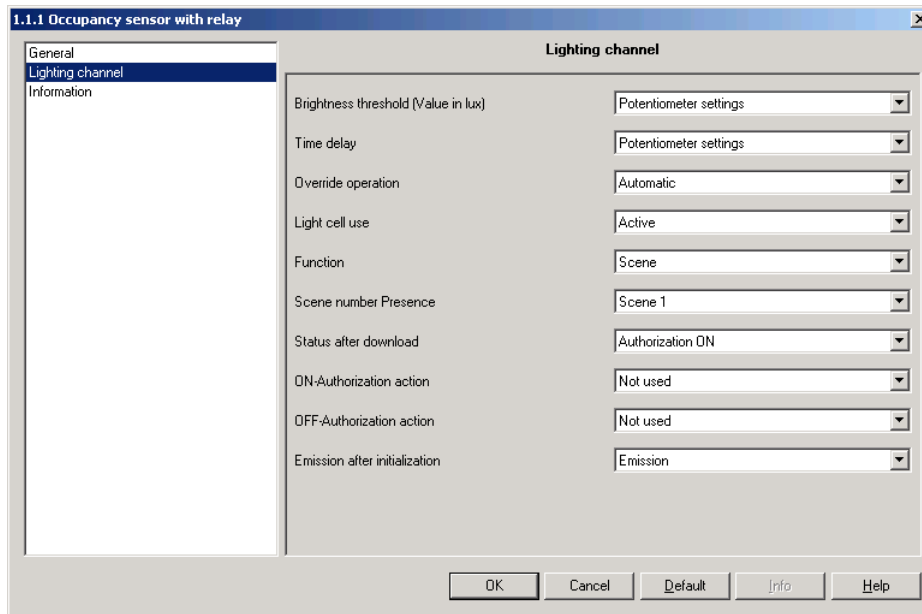 1.1.1 Occupancy sensor with relay
General
Lighting channel
Information
Lighting channel
Brightness threshold (Value in lux) Potentiometer settings
Time delay Potentiometer settings
Override operation Automatic
Light cell use Active
Function Scene
Scene number Presence Scene 1
Status after download Authorization ON
ON-Authorization action Not used
OFF-Authorization action Not used
Emission after initialization Emission
OK Cancel Default Info Help